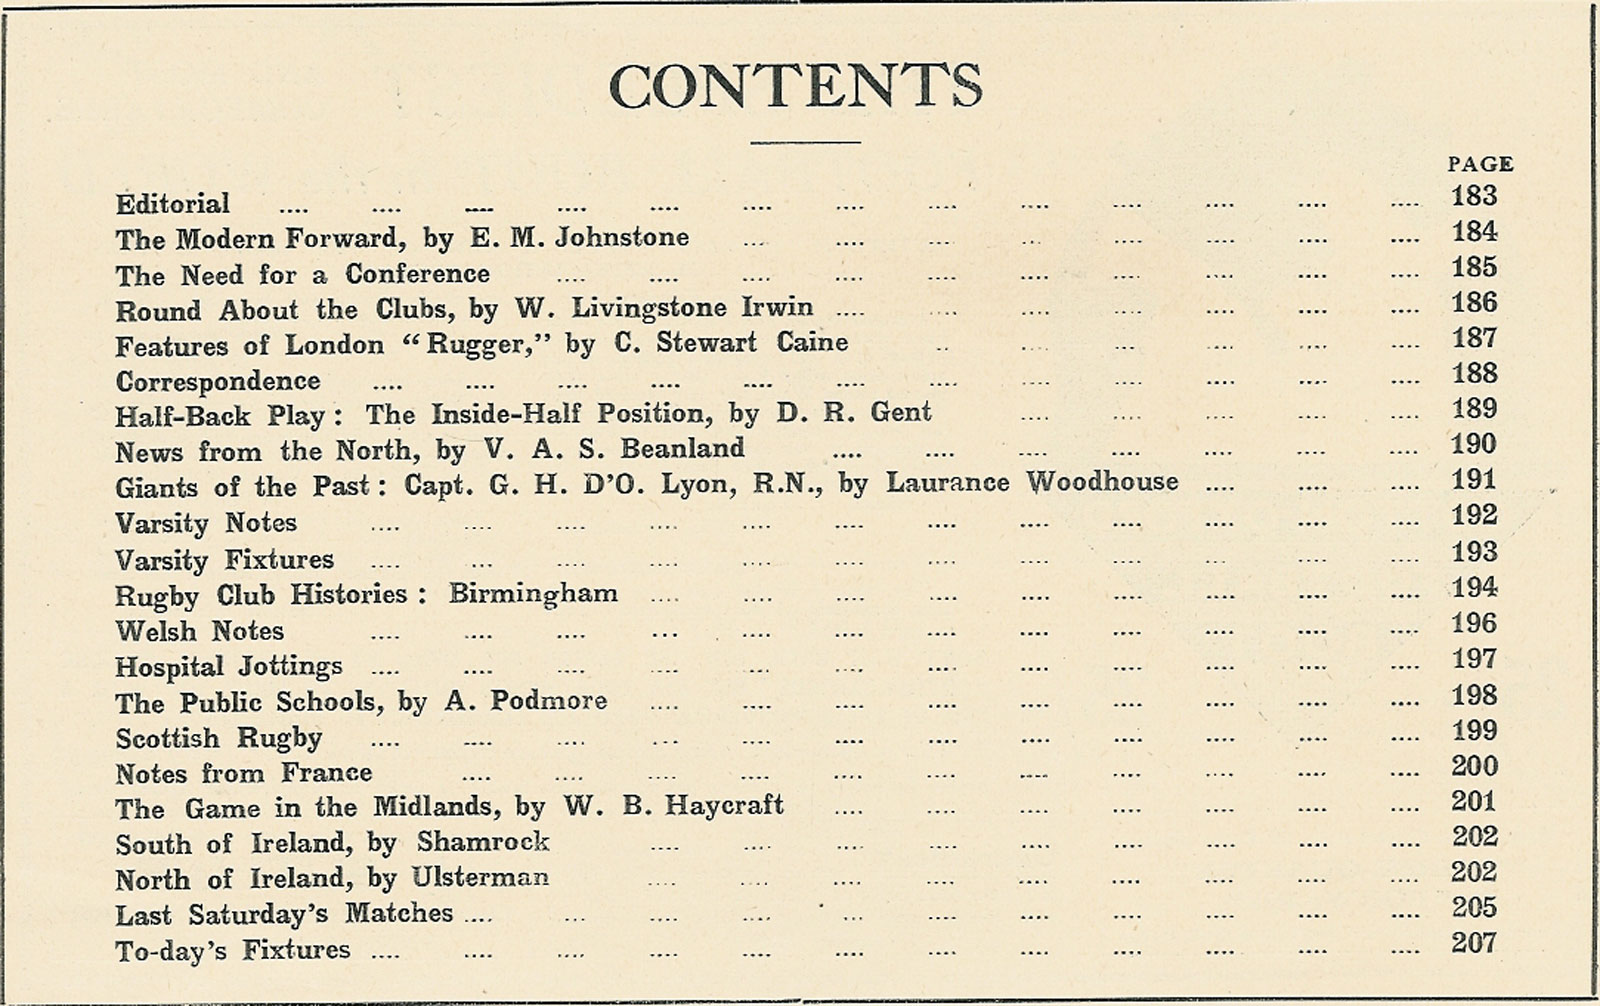 CONTENTS
PAGE
Editorial .... .... .... .... .... .... .... .... .... .... .... .... .... 183
The Modern Forward, by E. M. Johnstone .... .... .... .... .... .... .... .... 184
The Need for a Conference .... .... .... .... .... .... .... .... .... .... 185
Round About the Clubs, by W. Livingstone Irwin .... .... .... .... .... .... .... 186
Features of London “Rugger,” by C. Stewart Caine .. .... .... .... .... .... 187
Correspondence .... .... .... .... .... .... .... .... .... .... .... .... 188
Half-Back Play : The Inside-Half Position, by D. R. Gent .... .... .... .... .... 189
News from the North, by V. A. S. Beanland .... .... .... .... .... .... .... 190
Giants of the Past : Capt. G. H. D’O. Lyon, R.N., by Laurance Woodhouse .... .... .... 191
Varsity Notes .... .... .... .... .... .... .... .... .... .... .... .... 192
Varsity Fixtures .... ... .... .... .... .... .... .... .... ... .... .... 193
Rugby Club Histories : Birmingham .... .... .... .... .... .... .... .... .... 194
Welsh Notes .... .... .... ... .... .... .... .... .... .... .... .... 196
Hospital Jottings .... .... .... .... .... .... .... .... .... .... .... .... 197
The Public Schools, by A. Podmore .... .... .... .... .... .... .... .... .... 198
Scottish Rugby .... .... .... ... .... .... .... .... .... .... .... .... 199
Notes from France .... .... .... .... .... .... .... .... .... .... .... 200
The Game in the Midlands, by W. B. Haycraft .... .... .... .... .... .... .... 201
South of Ireland, by Shamrock .... .... .... .... .... .... .... .... .... 202
North of Ireland, by Ulsterman .... .... .... .... .... .... .... .... .... 202
Last Saturday’s Matches .... ... .... .... ... .... .... .... .... .... .... 205
To-day’s Fixtures .... .... .... .... .... .... .... .... .... .... .... .... 207